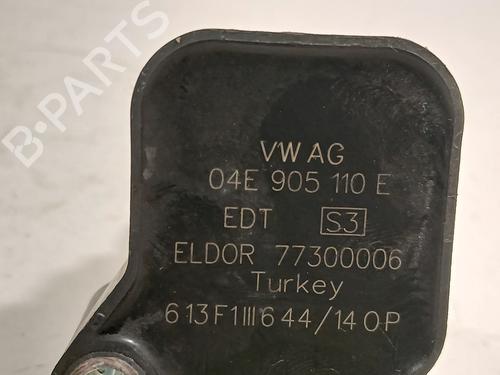 B-PARTS
VW AG
04E 905 110 E
EDT S3
ELDOR 77300006
Turkey
613F1III644/140P